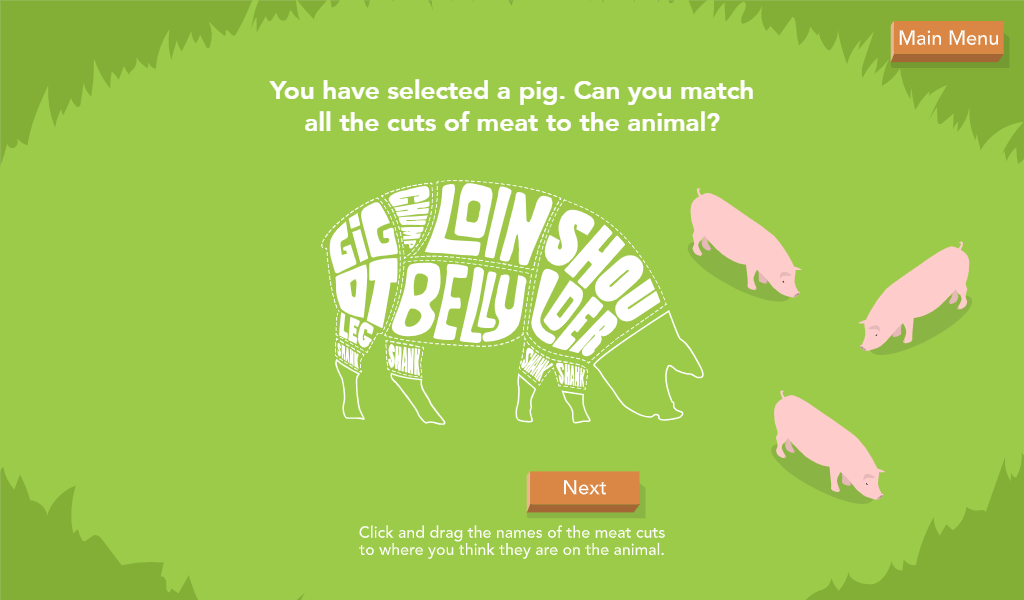 Main Menu
You have selected a pig. Can you match
all the cuts of meat to the animal?
GiG
OT
LEG
CHUMP
LOIN
SHOU
LDER
BELLY
SHANK
SHANK
SHANK
SHANK
Next
Click and drag the names of the meat cuts
to where you think they are on the animal.